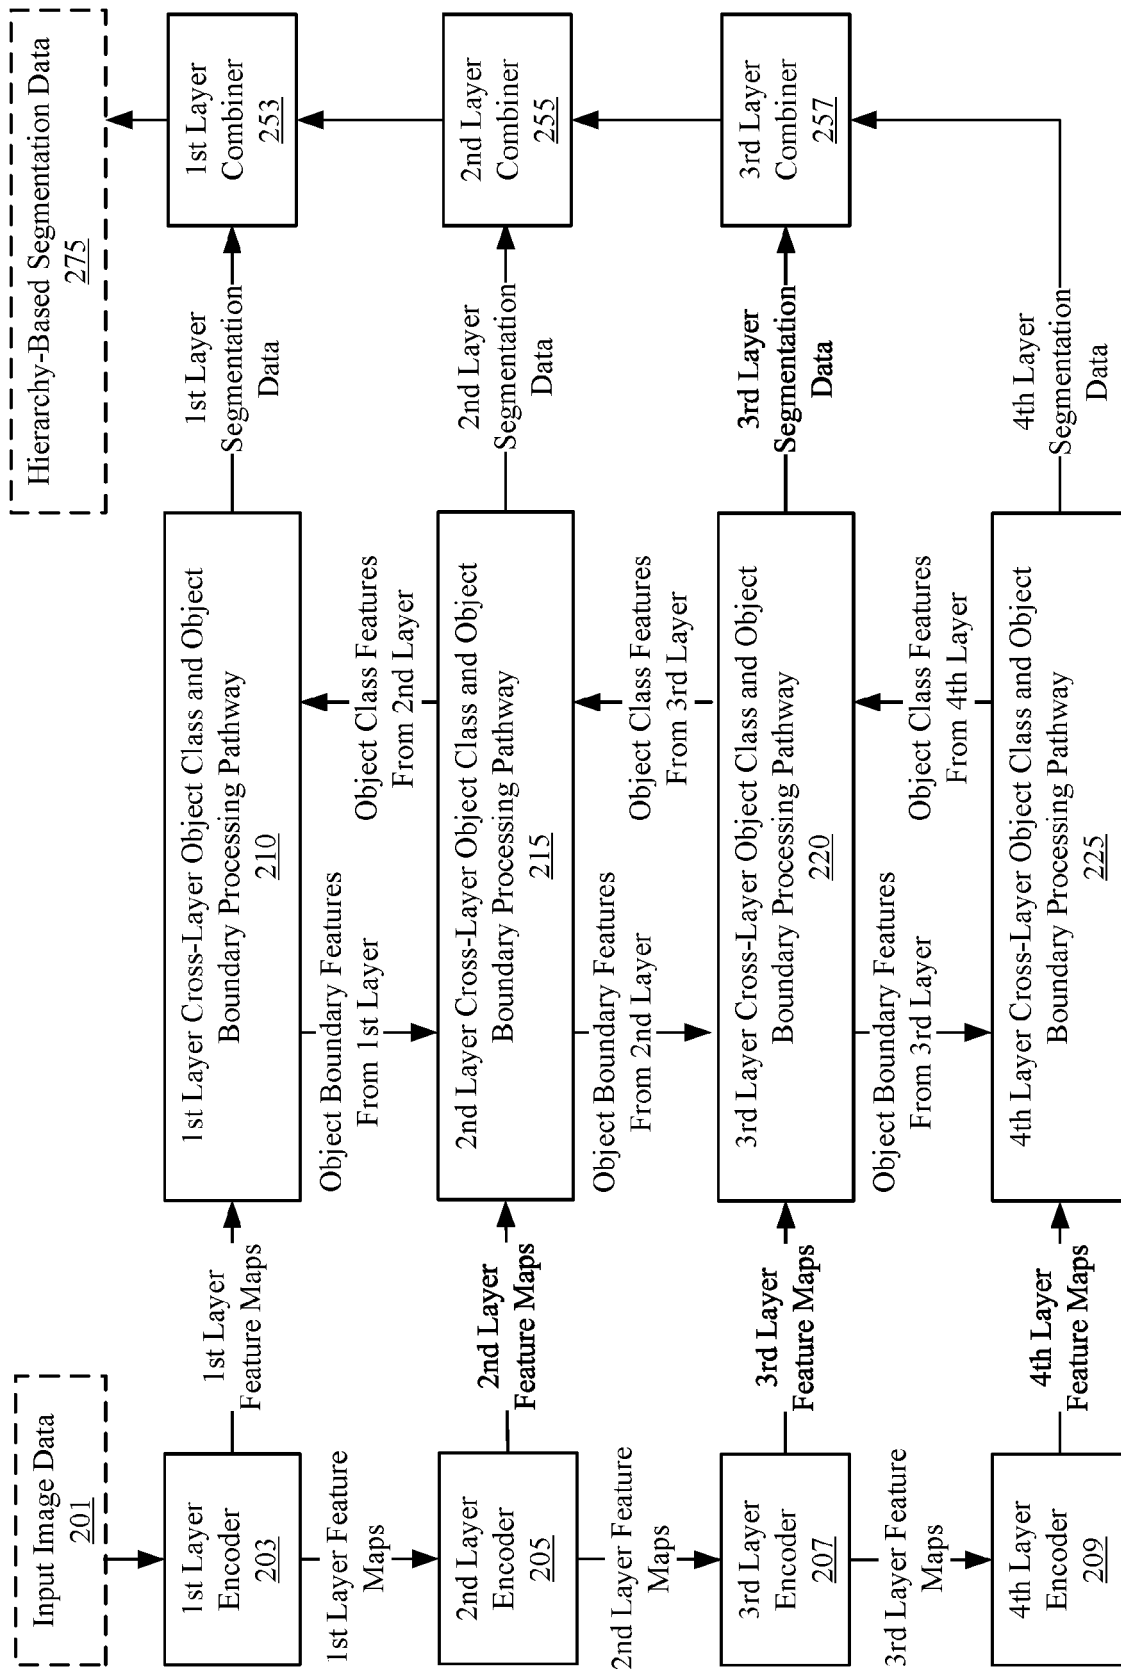 Input Image Data
201
Hierarchy-Based Segmentation Data
275
1st Layer
Encoder
203
1st Layer
Feature Maps
1st Layer Cross-Layer Object Class and Object
Boundary Processing Pathway
210
1st Layer
Segmentation
Data
1st Layer
Combiner
253
1st Layer Feature
Maps
Object Boundary Features
From 1st Layer
Object Class Features
From 2nd Layer
2nd Layer
Encoder
205
2nd Layer
Feature Maps
2nd Layer Cross-Layer Object Class and Object
Boundary Processing Pathway
215
2nd Layer
Segmentation
Data
2nd Layer
Combiner
255
2nd Layer Feature
Maps
Object Boundary Features
From 2nd Layer
Object Class Features
From 3rd Layer
3rd Layer
Encoder
207
3rd Layer
Feature Maps
3rd Layer Cross-Layer Object Class and Object
Boundary Processing Pathway
220
3rd Layer
Segmentation
Data
3rd Layer
Combiner
257
3rd Layer Feature
Maps
Object Boundary Features
From 3rd Layer
Object Class Features
From 4th Layer
4th Layer
Encoder
209
4th Layer
Feature Maps
4th Layer Cross-Layer Object Class and Object
Boundary Processing Pathway
225
4th Layer
Segmentation
Data